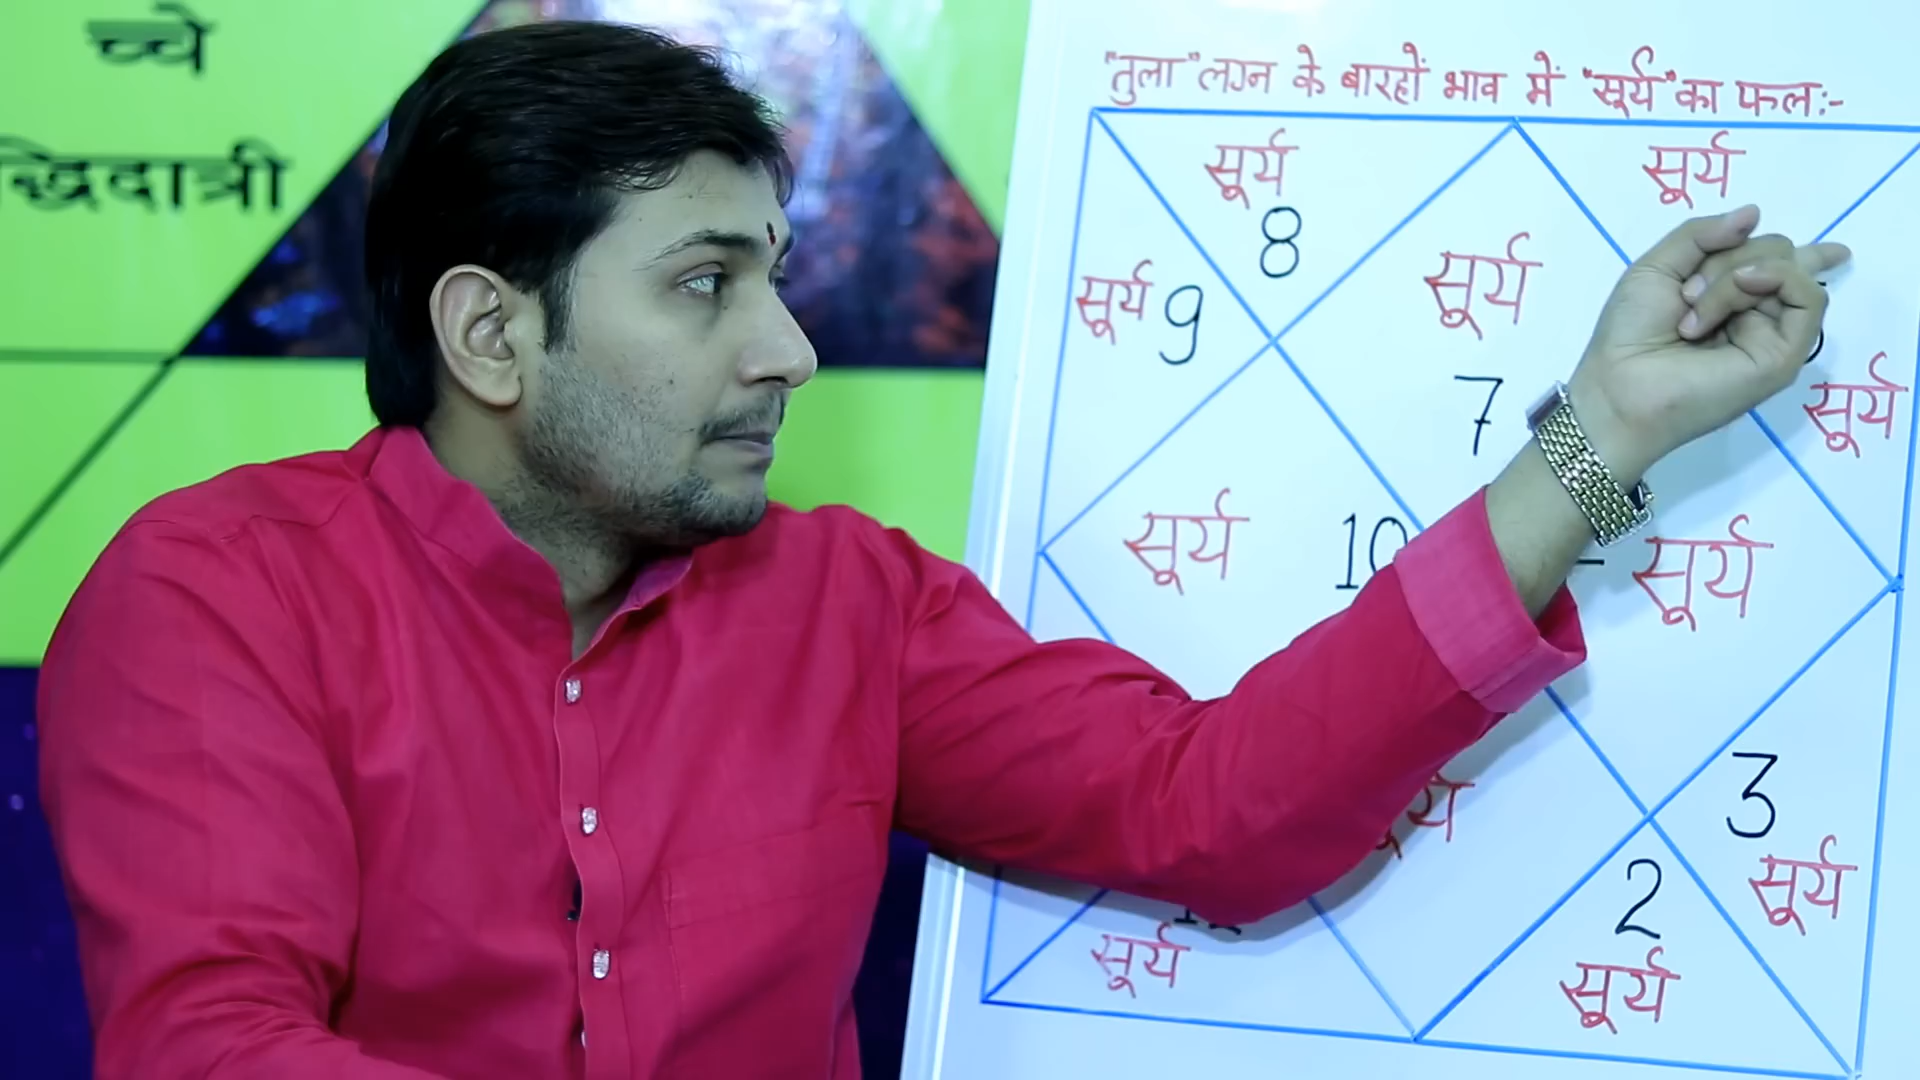 च्चे
द्धिदात्री
"तुला" लग्न के बारहों भाव में "सूर्य" का फल:-
सूर्य
8
सूर्य
सूर्य
9
सूर्य
7
सूर्य
सूर्य
10
सूर्य
3
सूर्य
2
सूर्य
सूर्य